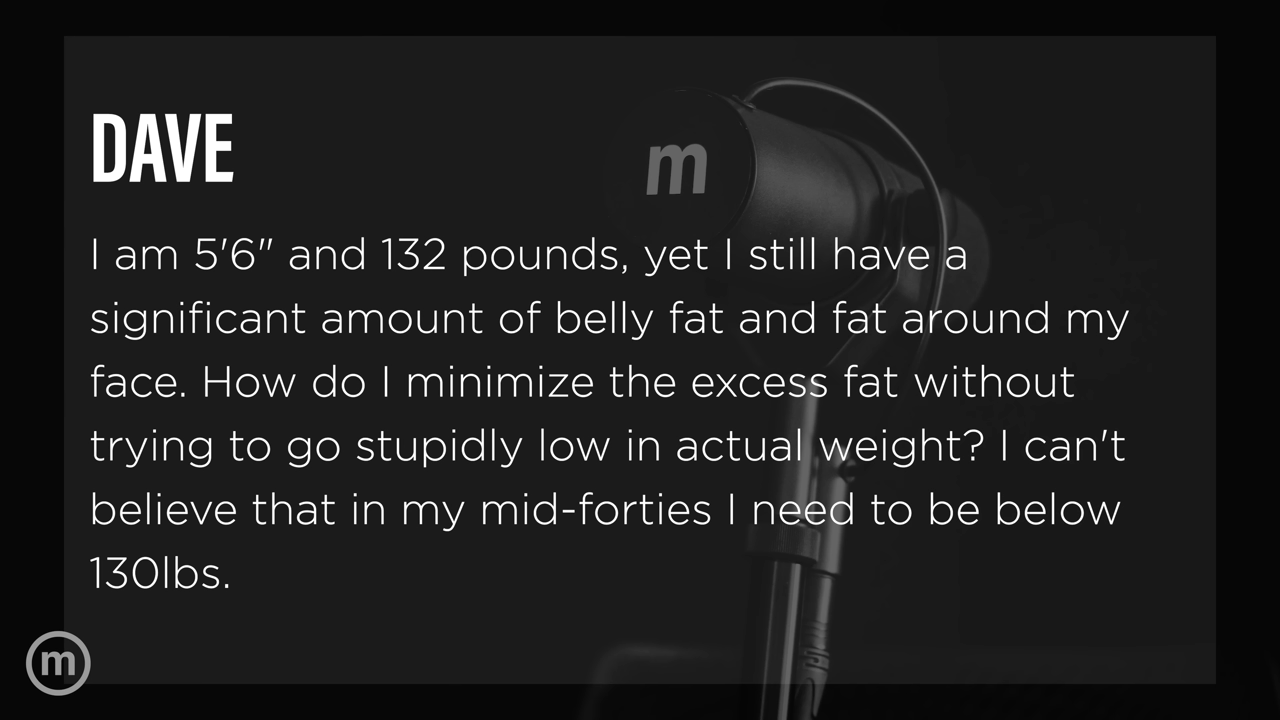 m
DAVE
I am 5'6" and 132 pounds, yet I still have a
significant amount of belly fat and fat around my
face. How do I minimize the excess fat without
trying to go stupidly low in actual weight? I can't
believe that in my mid-forties I need to be below
130lbs.
m